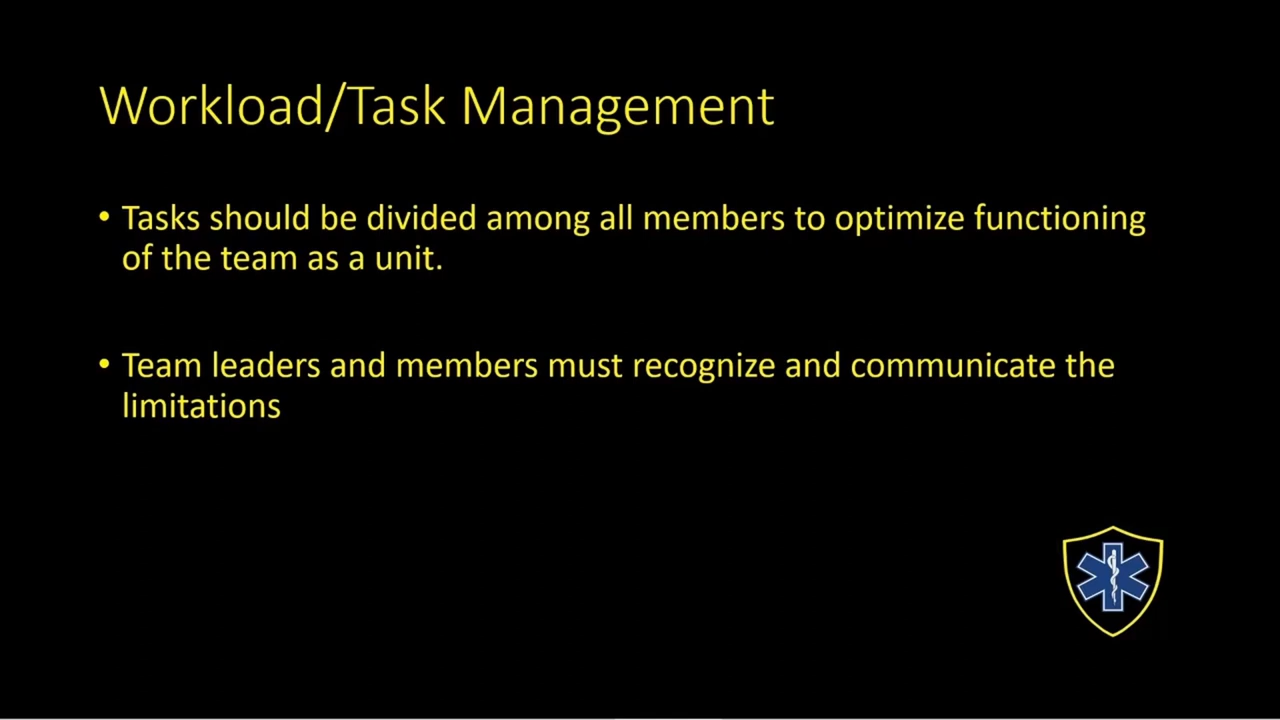 Workload/Task Management
• Tasks should be divided among all members to optimize functioning
of the team as a unit.
• Team leaders and members must recognize and communicate the
limitations